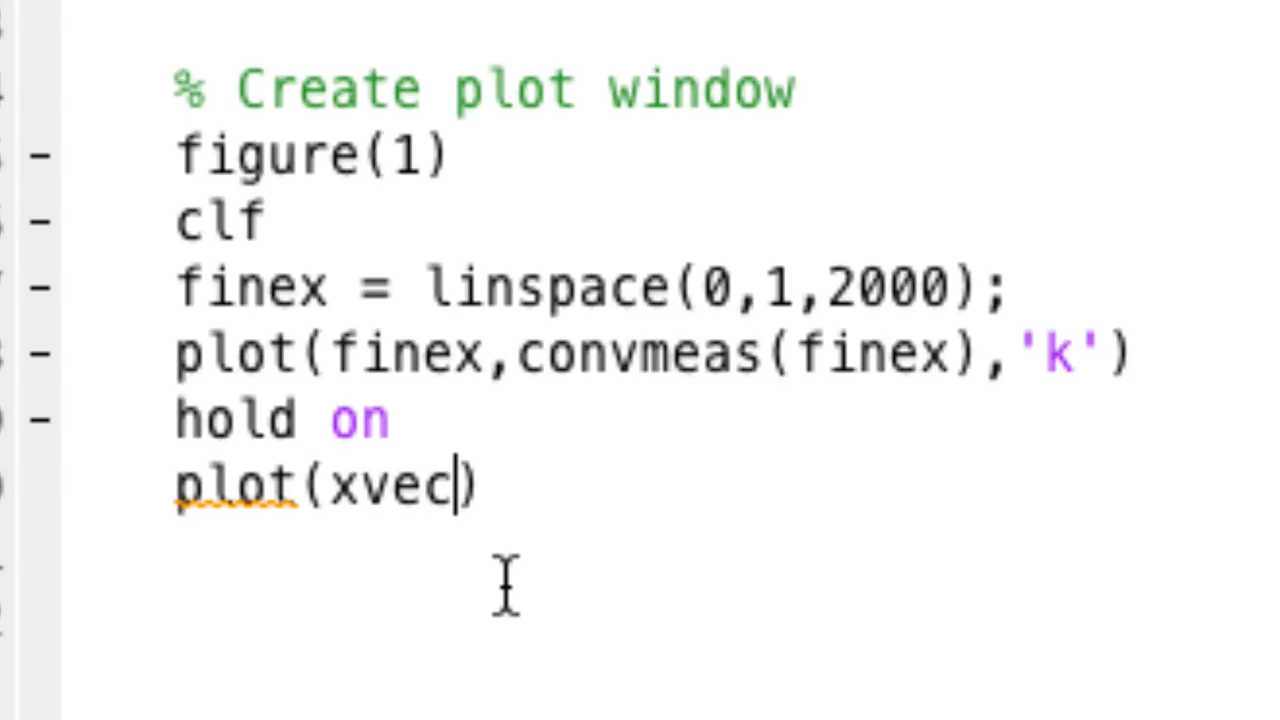 % Create plot window
figure(1)
clf
finex = linspace(0,1,2000);
plot(finex,convmeas(finex),'k')
hold on
plot(xvec)